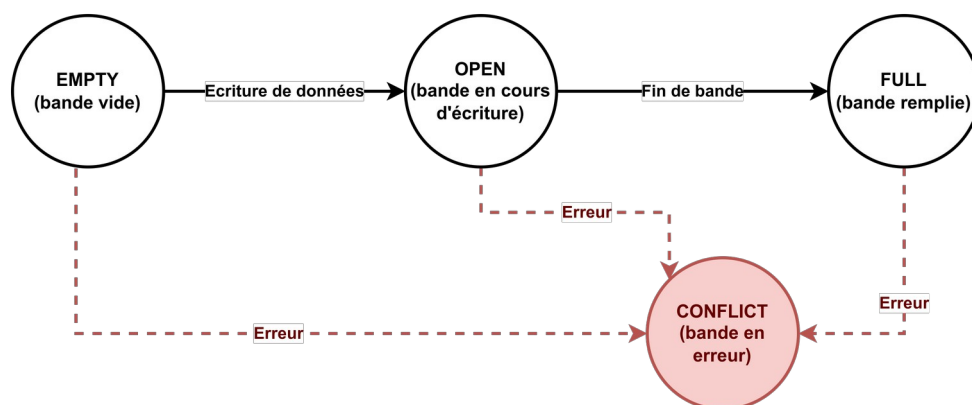 EMPTY
(bande vide)
Ecriture de données
OPEN
(bande en cours
d'écriture)
Fin de bande
FULL
(bande remplie)
Erreur
Erreur
Erreur
CONFLICT
(bande en
erreur)